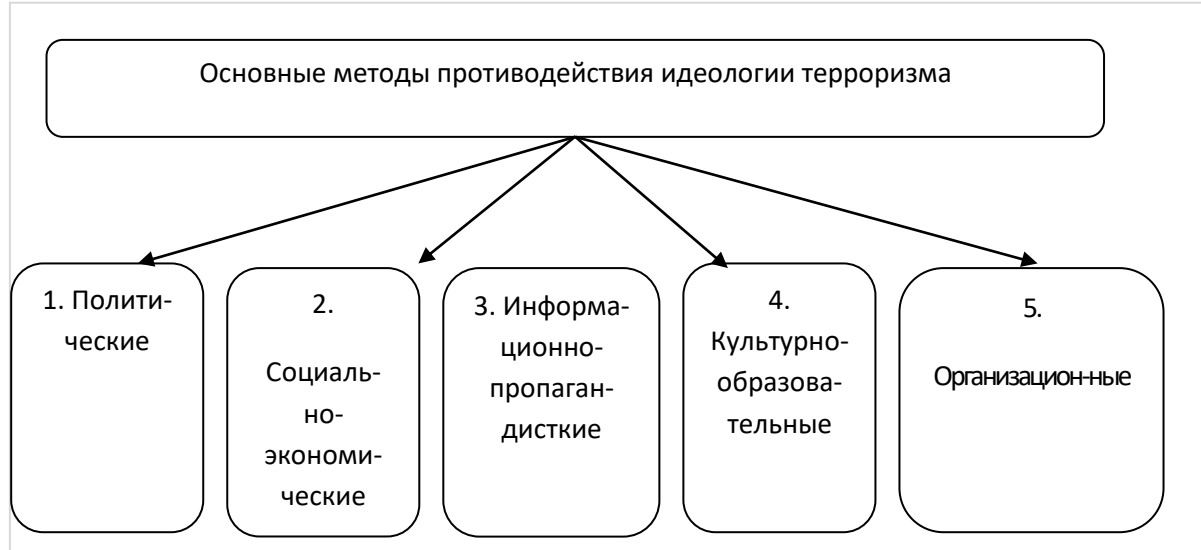 Основные методы противодействия идеологии терроризма
1. Полити-
ческие
2.
Социаль-
но-
экономи-
ческие
3. Информа-
ционно-
пропаган-
дисткие
4.
Культурно-
образова-
тельные
5.
Организацион-ные